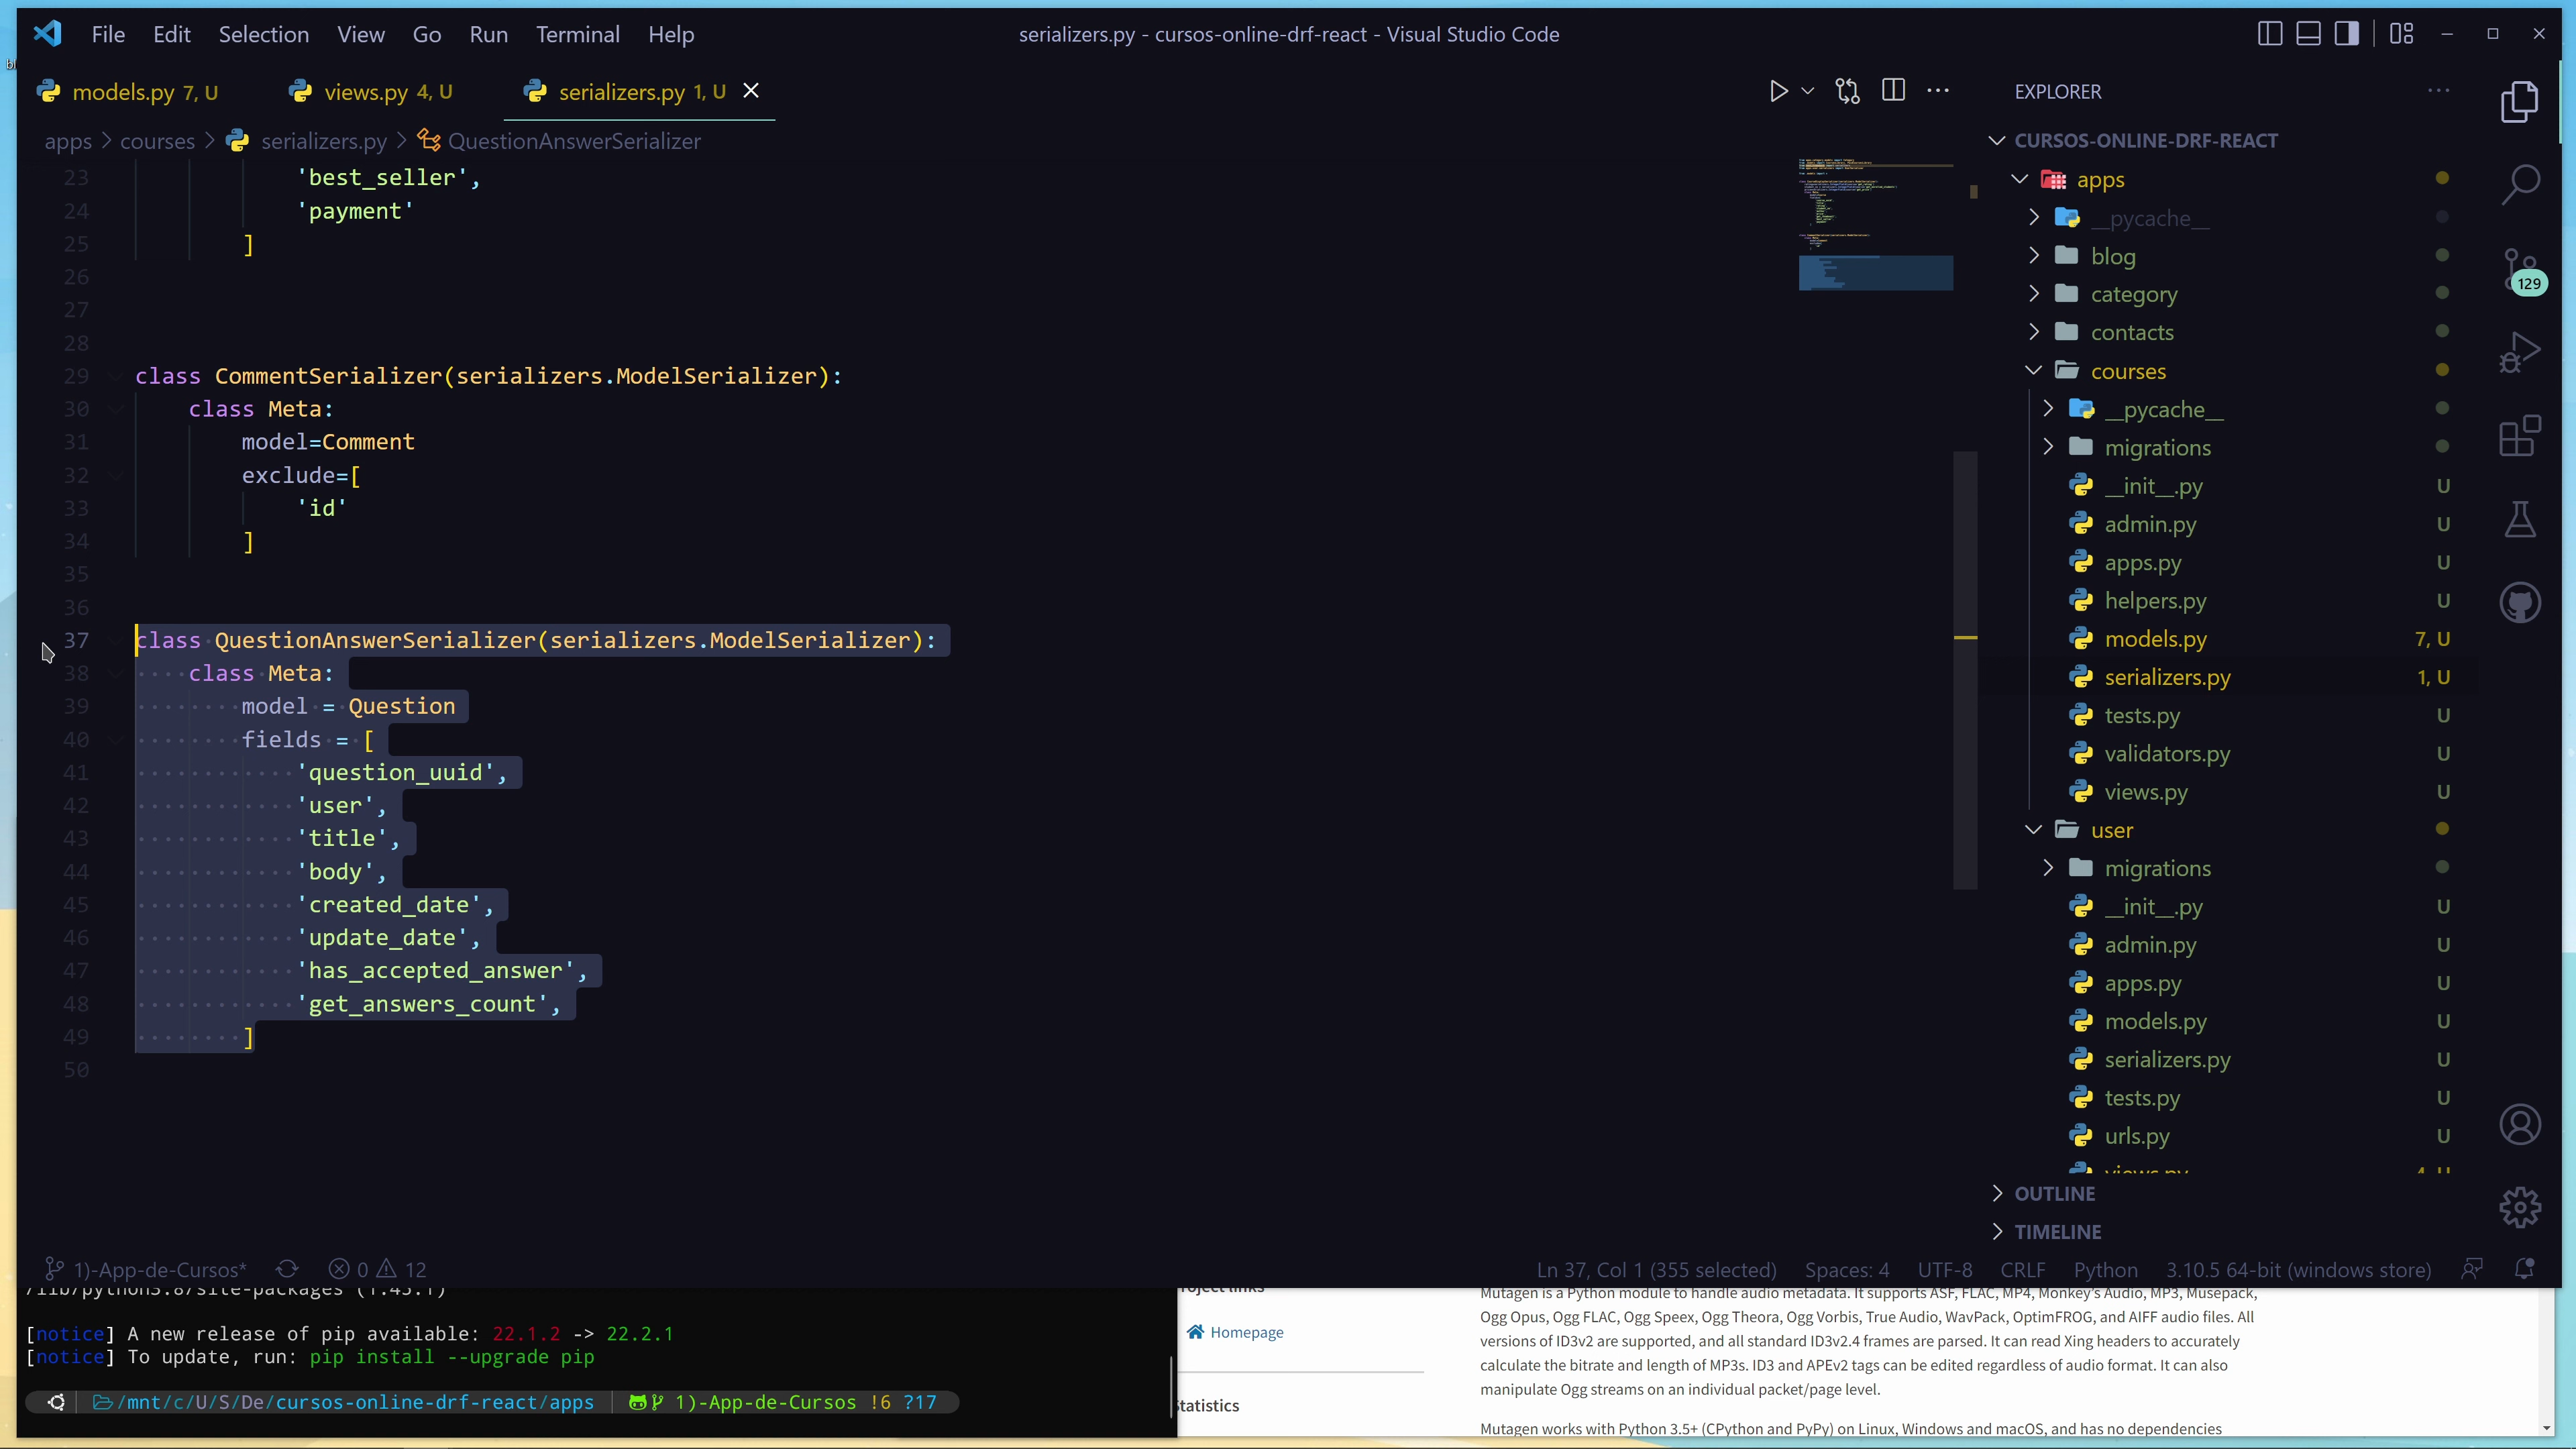 File Edit Selection View Go Run Terminal Help
serializers.py - cursos-online-drf-react - Visual Studio Code
models.py 7, U
views.py 4, U
serializers.py 1, U
apps > courses > serializers.py > QuestionAnswerSerializer
23 'best_seller',
24 'payment'
25 ]
26
27
28
29 class CommentSerializer(serializers.ModelSerializer):
30 class Meta:
31 model=Comment
32 exclude=[
33 'id'
34 ]
35
36
37 class QuestionAnswerSerializer(serializers.ModelSerializer):
38 class Meta:
39 model = Question
40 fields = [
41 'question_uuid',
42 'user',
43 'title',
44 'body',
45 'created_date',
46 'update_date',
47 'has_accepted_answer',
48 'get_answers_count',
49 ]
50
EXPLORER
CURSOS-ONLINE-DRF-REACT
apps
__pycache__
blog
category
contacts
courses
__pycache__
migrations
__init__.py U
admin.py U
apps.py U
helpers.py U
models.py 7, U
serializers.py 1, U
tests.py U
validators.py U
views.py U
user
migrations
__init__.py U
admin.py U
apps.py U
models.py U
serializers.py U
tests.py U
urls.py U
views.py 4, U
OUTLINE
TIMELINE
129
1)-App-de-Cursos* 0 12
Ln 37, Col 1 (355 selected) Spaces: 4 UTF-8 CRLF Python 3.10.5 64-bit (windows store)
/lib/python3.8/site-packages (1.45.1)
[notice] A new release of pip available: 22.1.2 -> 22.2.1
[notice] To update, run: pip install --upgrade pip
/mnt/c/U/S/De/cursos-online-drf-react/apps 1)-App-de-Cursos !6 ?17
roject links
Homepage
Statistics
Mutagen is a Python module to handle audio metadata. It supports ASF, FLAC, MP4, Monkey's Audio, MP3, Musepack,
Ogg Opus, Ogg FLAC, Ogg Speex, Ogg Theora, Ogg Vorbis, True Audio, WavPack, OptimFROG, and AIFF audio files. All
versions of ID3v2 are supported, and all standard ID3v2.4 frames are parsed. It can read Xing headers to accurately
calculate the bitrate and length of MP3s. ID3 and APEv2 tags can be edited regardless of audio format. It can also
manipulate Ogg streams on an individual packet/page level.
Mutagen works with Python 3.5+ (CPython and PyPy) on Linux, Windows and macOS, and has no dependencies